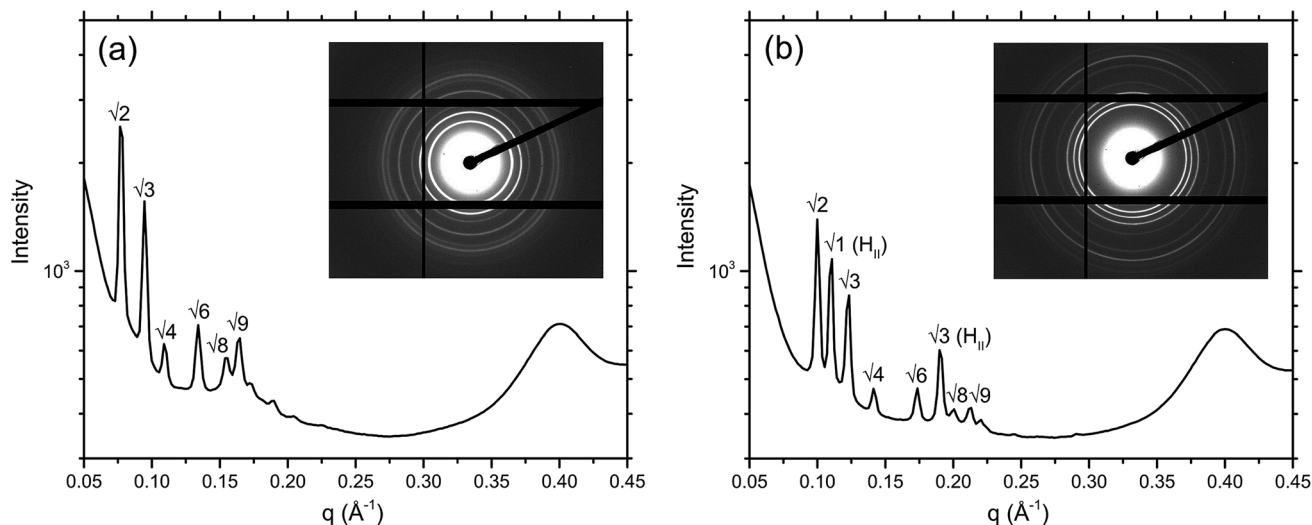 (a)
√2
√3
√4
√6
√8
√9
10³
Intensity
0.05 0.10 0.15 0.20 0.25 0.30 0.35 0.40 0.45
q (Å⁻¹)
(b)
√2
√1 (H_II)
√3
√4
√6
√3 (H_II)
√8 √9
10³
Intensity
0.05 0.10 0.15 0.20 0.25 0.30 0.35 0.40 0.45
q (Å⁻¹)